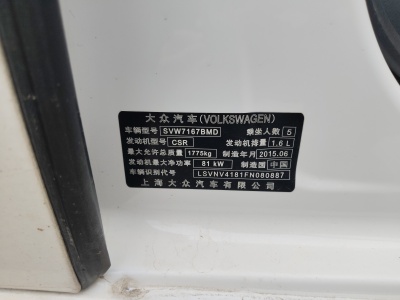 大众汽车(VOLKSWAGEN)
车辆型号 SVW7167BMD 乘坐人数 5
发动机型号 CSR 发动机排量 1.6 L
最大允许总质量 1775kg 制造年月 2015.06
发动机最大净功率 81 kW 制造国 中国
车辆识别代号 LSVNV4181FN080887
上海大众汽车有限公司